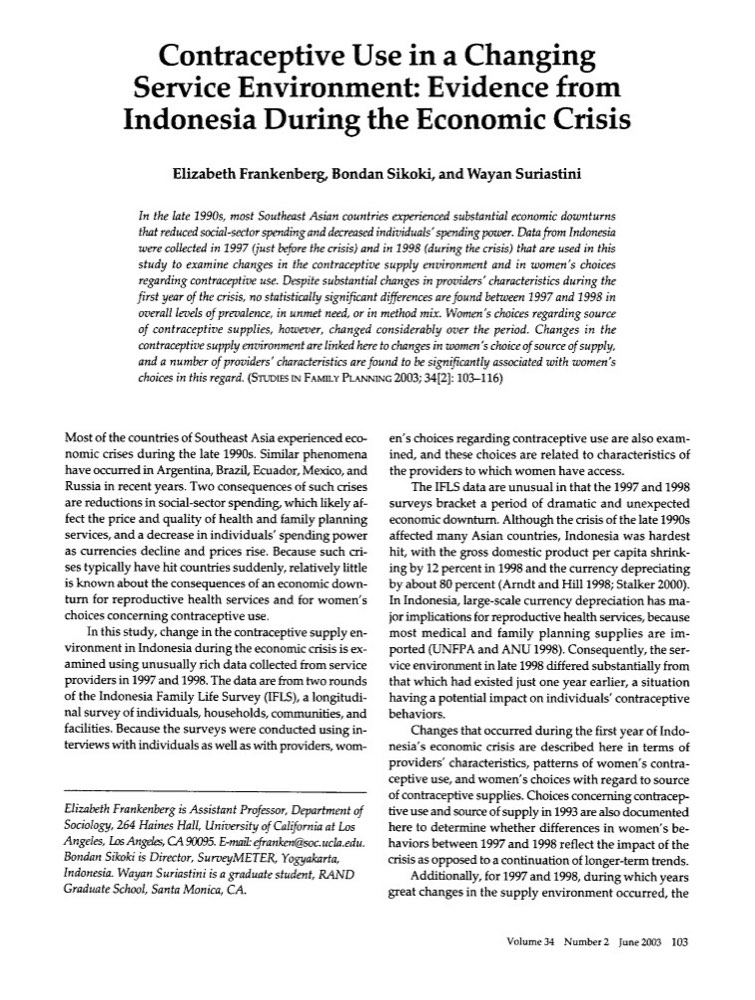 Contraceptive Use in a Changing
Service Environment: Evidence from
Indonesia During the Economic Crisis
Elizabeth Frankenberg, Bondan Sikoki, and Wayan Suriastini
In the late 1990s, most Southeast Asian countries experienced substantial economic downturns
that reduced social-sector spending and decreased individuals' spending power. Data from Indonesia
were collected in 1997 (just before the crisis) and in 1998 (during the crisis) that are used in this
study to examine changes in the contraceptive supply environment and in women's choices
regarding contraceptive use. Despite substantial changes in providers' characteristics during the
first year of the crisis, no statistically significant differences are found between 1997 and 1998 in
overall levels of prevalence, in unmet need, or in method mix. Women's choices regarding source
of contraceptive supplies, however, changed considerably over the period. Changes in the
contraceptive supply environment are linked here to changes in women's choice of source of supply,
and a number of providers' characteristics are found to be significantly associated with women's
choices in this regard. (STUDIES IN FAMILY PLANNING 2003; 34[2]: 103–116)
Most of the countries of Southeast Asia experienced eco-
nomic crises during the late 1990s. Similar phenomena
have occurred in Argentina, Brazil, Ecuador, Mexico, and
Russia in recent years. Two consequences of such crises
are reductions in social-sector spending, which likely af-
fect the price and quality of health and family planning
services, and a decrease in individuals' spending power
as currencies decline and prices rise. Because such cri-
ses typically have hit countries suddenly, relatively little
is known about the consequences of an economic down-
turn for reproductive health services and for women's
choices concerning contraceptive use.
In this study, change in the contraceptive supply en-
vironment in Indonesia during the economic crisis is ex-
amined using unusually rich data collected from service
providers in 1997 and 1998. The data are from two rounds
of the Indonesia Family Life Survey (IFLS), a longitudi-
nal survey of individuals, households, communities, and
facilities. Because the surveys were conducted using in-
terviews with individuals as well as with providers, wom-
Elizabeth Frankenberg is Assistant Professor, Department of
Sociology, 264 Haines Hall, University of California at Los
Angeles, Los Angeles, CA 90095. E-mail: efranken@soc.ucla.edu.
Bondan Sikoki is Director, SurveyMETER, Yogyakarta,
Indonesia. Wayan Suriastini is a graduate student, RAND
Graduate School, Santa Monica, CA.
en's choices regarding contraceptive use are also exam-
ined, and these choices are related to characteristics of
the providers to which women have access.
The IFLS data are unusual in that the 1997 and 1998
surveys bracket a period of dramatic and unexpected
economic downturn. Although the crisis of the late 1990s
affected many Asian countries, Indonesia was hardest
hit, with the gross domestic product per capita shrink-
ing by 12 percent in 1998 and the currency depreciating
by about 80 percent (Arndt and Hill 1998; Stalker 2000).
In Indonesia, large-scale currency depreciation has ma-
jor implications for reproductive health services, because
most medical and family planning supplies are im-
ported (UNFPA and ANU 1998). Consequently, the ser-
vice environment in late 1998 differed substantially from
that which had existed just one year earlier, a situation
having a potential impact on individuals' contraceptive
behaviors.
Changes that occurred during the first year of Indo-
nesia's economic crisis are described here in terms of
providers' characteristics, patterns of women's contra-
ceptive use, and women's choices with regard to source
of contraceptive supplies. Choices concerning contracep-
tive use and source of supply in 1993 are also documented
here to determine whether differences in women's be-
haviors between 1997 and 1998 reflect the impact of the
crisis as opposed to a continuation of longer-term trends.
Additionally, for 1997 and 1998, during which years
great changes in the supply environment occurred, the
Volume 34 Number 2 June 2003 103